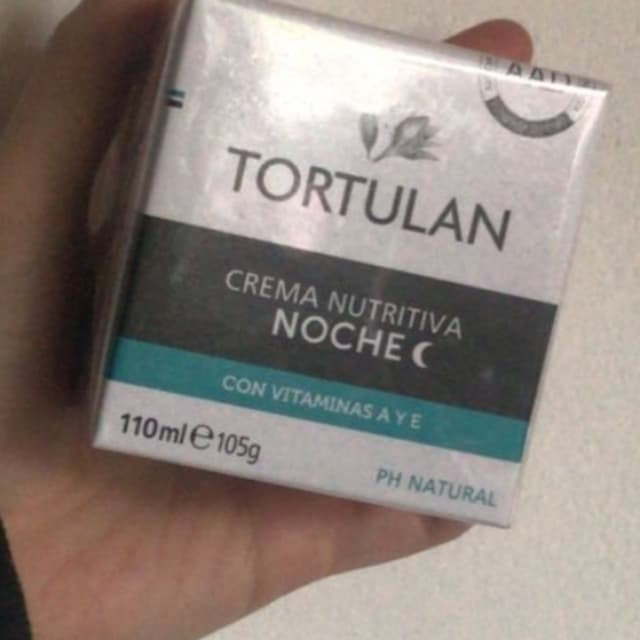 TORTULAN
CREMA NUTRITIVA
NOCHE
CON VITAMINAS A Y E
110ml ℮ 105g
PH NATURAL